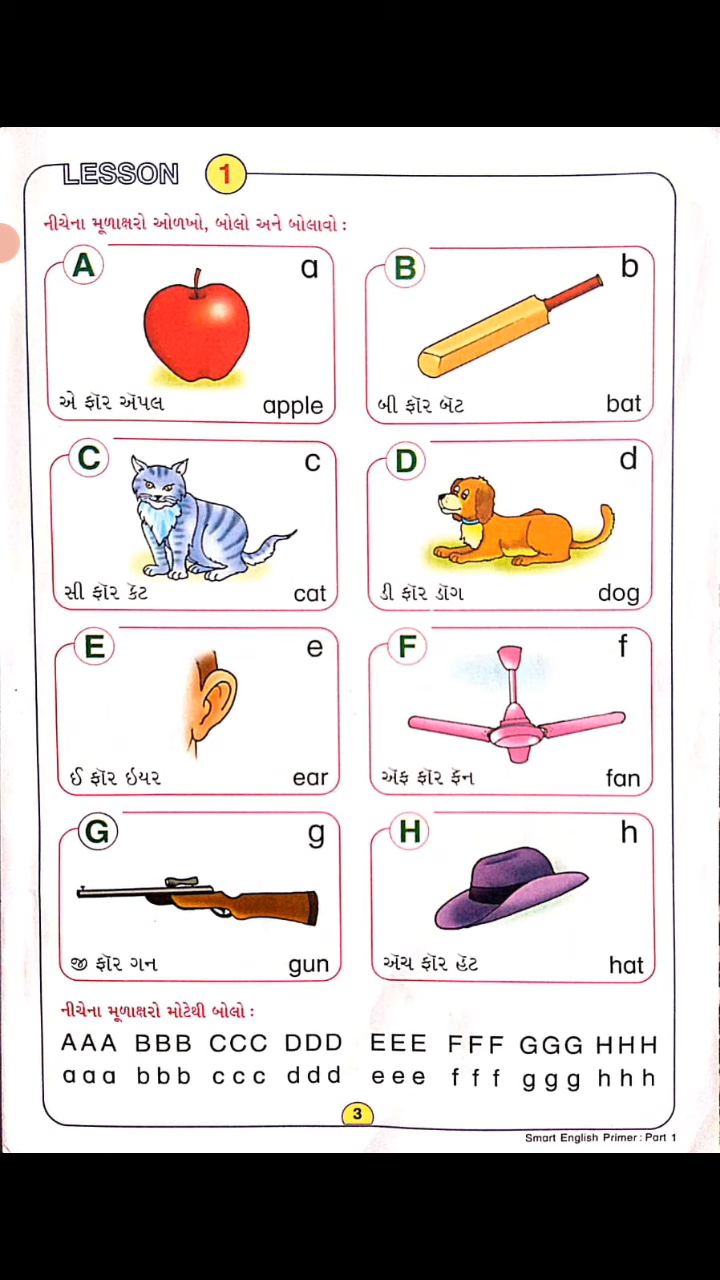 LESSON 1
નીચેના મૂળાક્ષરો ઓળખો, બોલો અને બોલાવો :
A a
એ ફૉર ઍપલ apple
B b
બી ફૉર બૅટ bat
C c
સી ફૉર કૅટ cat
D d
ડી ફૉર ડૉગ dog
E e
ઈ ફૉર ઇયર ear
F f
ઍફ ફૉર ફૅન fan
G g
જી ફૉર ગન gun
H h
ઍચ ફૉર હૅટ hat
નીચેના મૂળાક્ષરો મોટેથી બોલો :
AAA BBB CCC DDD EEE FFF GGG HHH
aaa bbb ccc ddd eee fff ggg hhh
3
Smart English Primer : Part 1